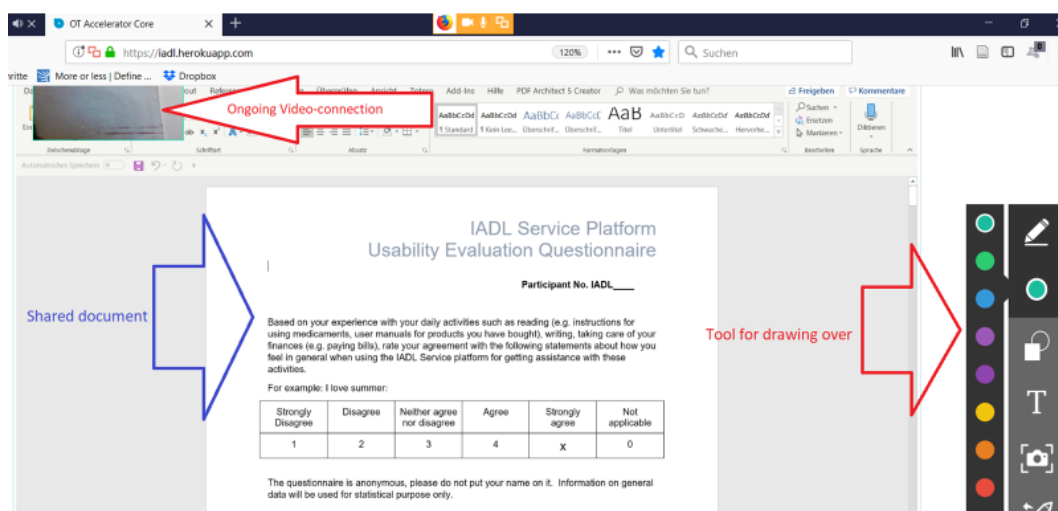 OT Accelerator Core
https://iadl.herokuapp.com
120%
Suchen
0
ritte
More or less | Define ...
Dropbox
Add-Ins
Hilfe
PDF Architect 5 Creator
Was möchten Sie tun?
Freigeben
Kommentare
Ongoing Video-connection
AaBbCcDd
AaBbCcDd
AaBbCc
AaBbCcC
AaB
AaBbCcD
AaBbCcDd
AaBbCcDd
1 Standard
1 Kein Lee...
Überschrif...
Überschrif...
Titel
Untertitel
Schwache...
Hervorhe...
Suchen
Ersetzen
Markieren
Diktieren
Zwischenablage
Schriftart
Absatz
Formatvorlagen
Bearbeiten
Sprache
Automatisches Speichern
IADL Service Platform
Usability Evaluation Questionnaire
Participant No. IADL____
Shared document
Tool for drawing over
Based on your experience with your daily activities such as reading (e.g. instructions for
using medicaments, user manuals for products you have bought), writing, taking care of your
finances (e.g. paying bills), rate your agreement with the following statements about how you
feel in general when using the IADL Service platform for getting assistance with these
activities.
For example: I love summer:
Strongly Disagree
Disagree
Neither agree nor disagree
Agree
Strongly agree
Not applicable
1
2
3
4
x
0
The questionnaire is anonymous, please do not put your name on it. Information on general
data will be used for statistical purpose only.
T